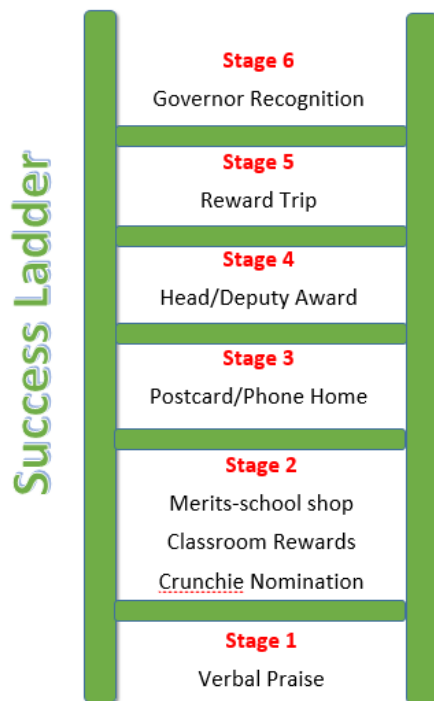 Success Ladder
Stage 6
Governor Recognition
Stage 5
Reward Trip
Stage 4
Head/Deputy Award
Stage 3
Postcard/Phone Home
Stage 2
Merits-school shop
Classroom Rewards
Crunchie Nomination
Stage 1
Verbal Praise